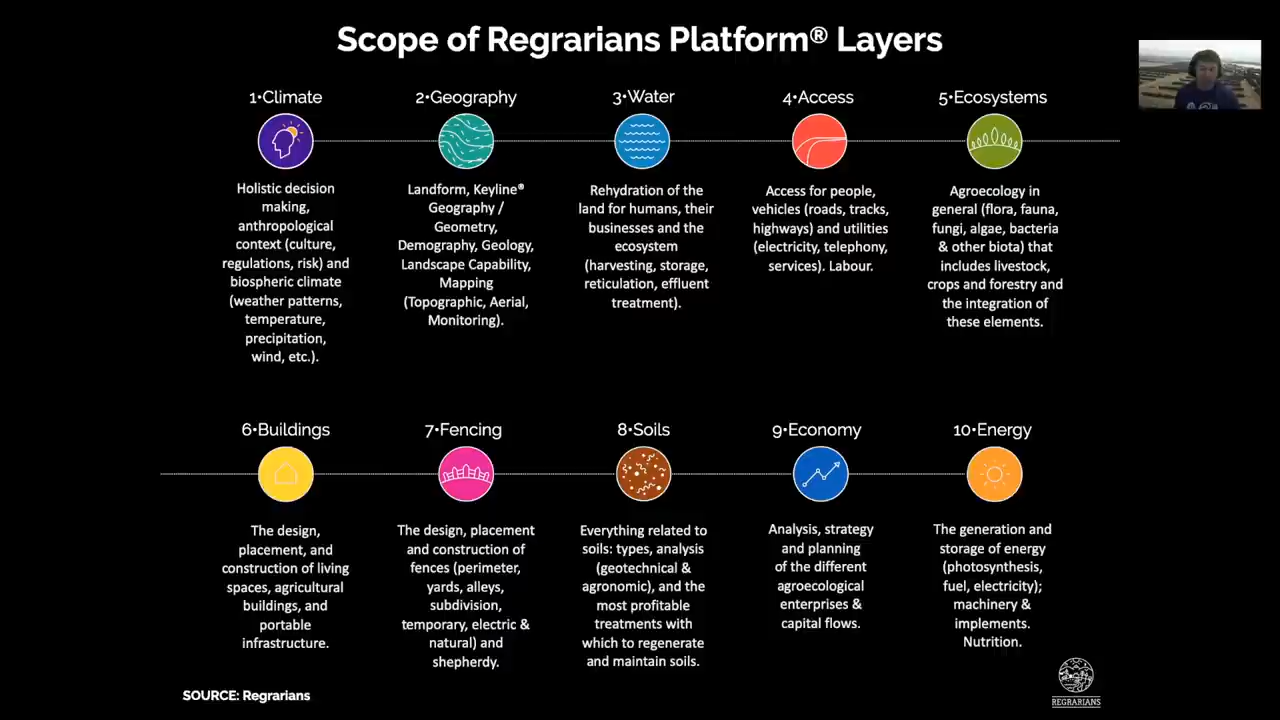 Scope of Regrarians Platform® Layers
1•Climate
Holistic decision
making,
anthropological
context (culture,
regulations, risk) and
biospheric climate
(weather patterns,
temperature,
precipitation,
wind, etc.).
2•Geography
Landform, Keyline®
Geography /
Geometry,
Demography, Geology,
Landscape Capability,
Mapping
(Topographic, Aerial,
Monitoring).
3•Water
Rehydration of the
land for humans, their
businesses and the
ecosystem
(harvesting, storage,
reticulation, effluent
treatment).
4•Access
Access for people,
vehicles (roads, tracks,
highways) and utilities
(electricity, telephony,
services). Labour.
5•Ecosystems
Agroecology in
general (flora, fauna,
fungi, algae, bacteria
& other biota) that
includes livestock,
crops and forestry and
the integration of
these elements.
6•Buildings
The design,
placement, and
construction of living
spaces, agricultural
buildings, and
portable
infrastructure.
7•Fencing
The design, placement
and construction of
fences (perimeter,
yards, alleys,
subdivision,
temporary, electric &
natural) and
shepherdy.
8•Soils
Everything related to
soils: types, analysis
(geotechnical &
agronomic), and the
most profitable
treatments with
which to regenerate
and maintain soils.
9•Economy
Analysis, strategy
and planning
of the different
agroecological
enterprises &
capital flows.
10•Energy
The generation and
storage of energy
(photosynthesis,
fuel, electricity);
machinery &
implements.
Nutrition.
SOURCE: Regrarians
REGRARIANS